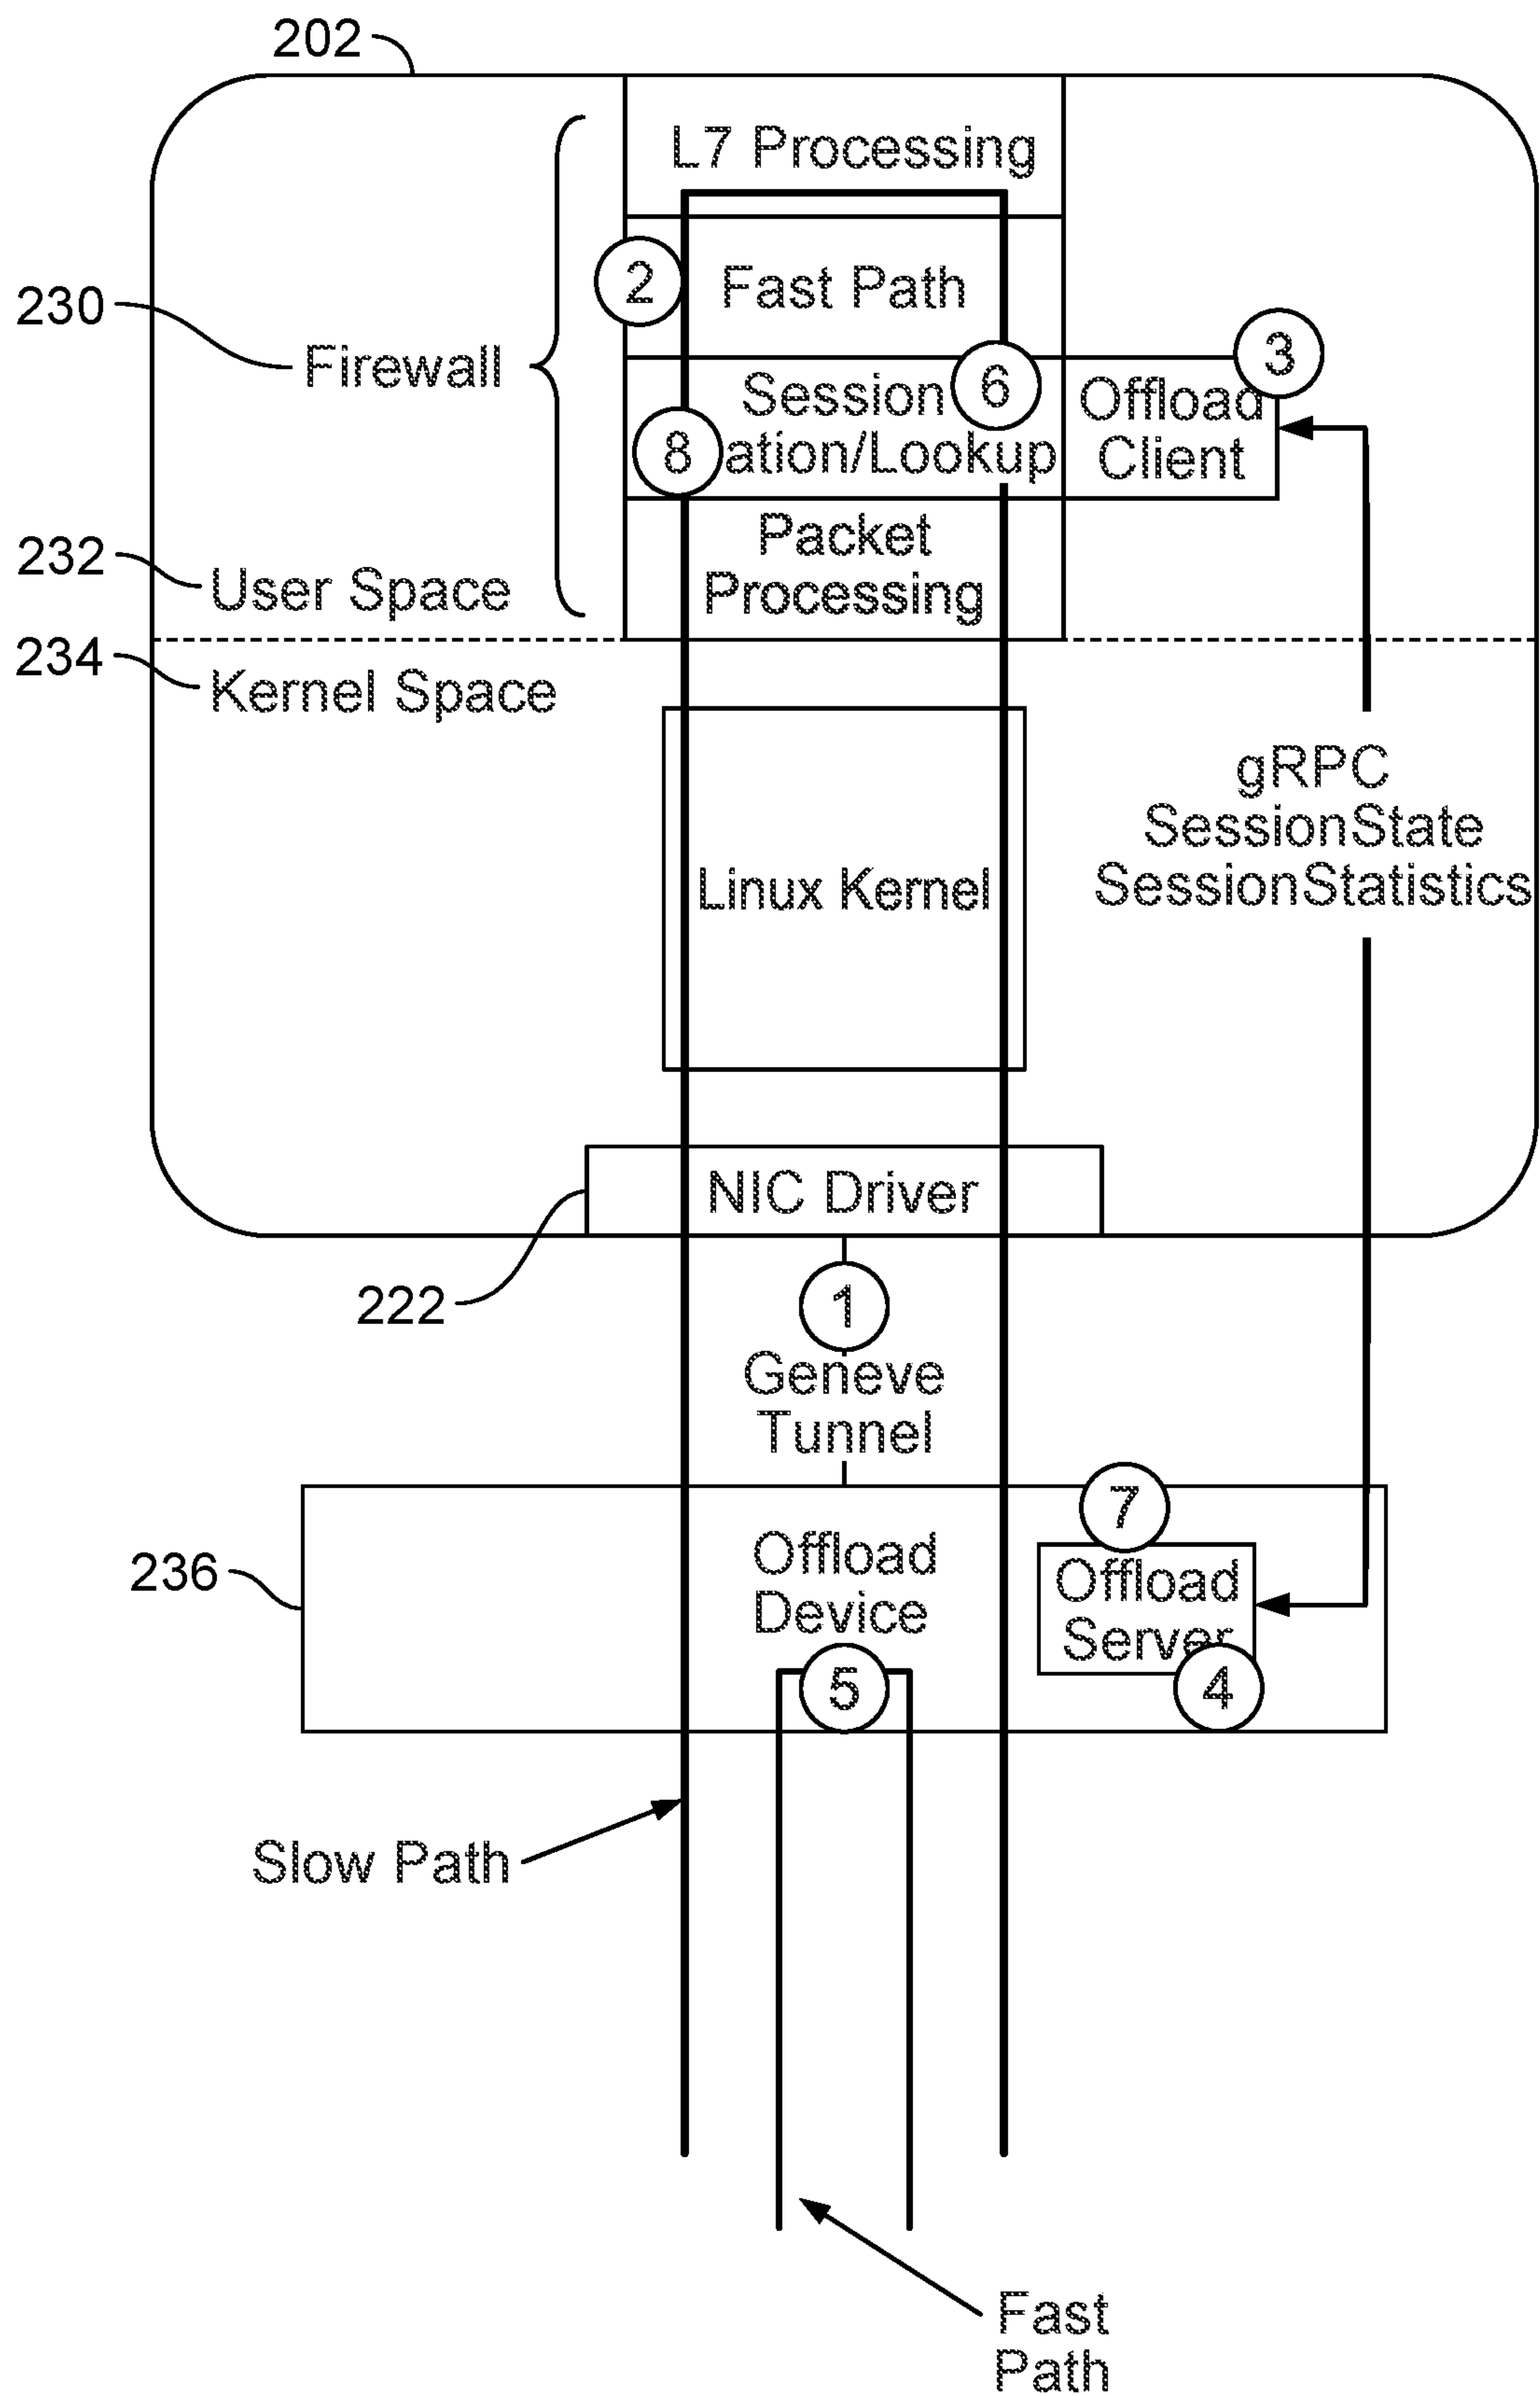 202
L7 Processing
2
Fast Path
230
Firewall
3
6
Session
Offload
Client
8
ation/Lookup
Packet
Processing
232
User Space
234
Kernel Space
gRPC
SessionState
SessionStatistics
Linux Kernel
NIC Driver
222
1
Geneve
Tunnel
7
236
Offload
Device
Offload
Server
5
4
Slow Path
Fast
Path